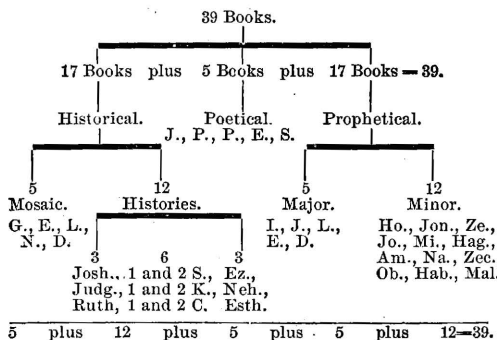 39 Books.
17 Books plus 5 Books plus 17 Books=39.
Historical. Poetical. Prophetical.
J., P., P., E., S.
5 12 5 12
Mosaic. Histories. Major. Minor.
G., E., L., I., J., L., Ho., Jon., Ze.,
N., D. E., D. Jo., Mi., Hag.,
3 6 3 Am., Na., Zec.
Josh., 1 and 2 S., Ez., Ob., Hab., Mal.
Judg., 1 and 2 K., Neh.,
Ruth, 1 and 2 C. Esth.
5 plus 12 plus 5 plus 5 plus 12=39.